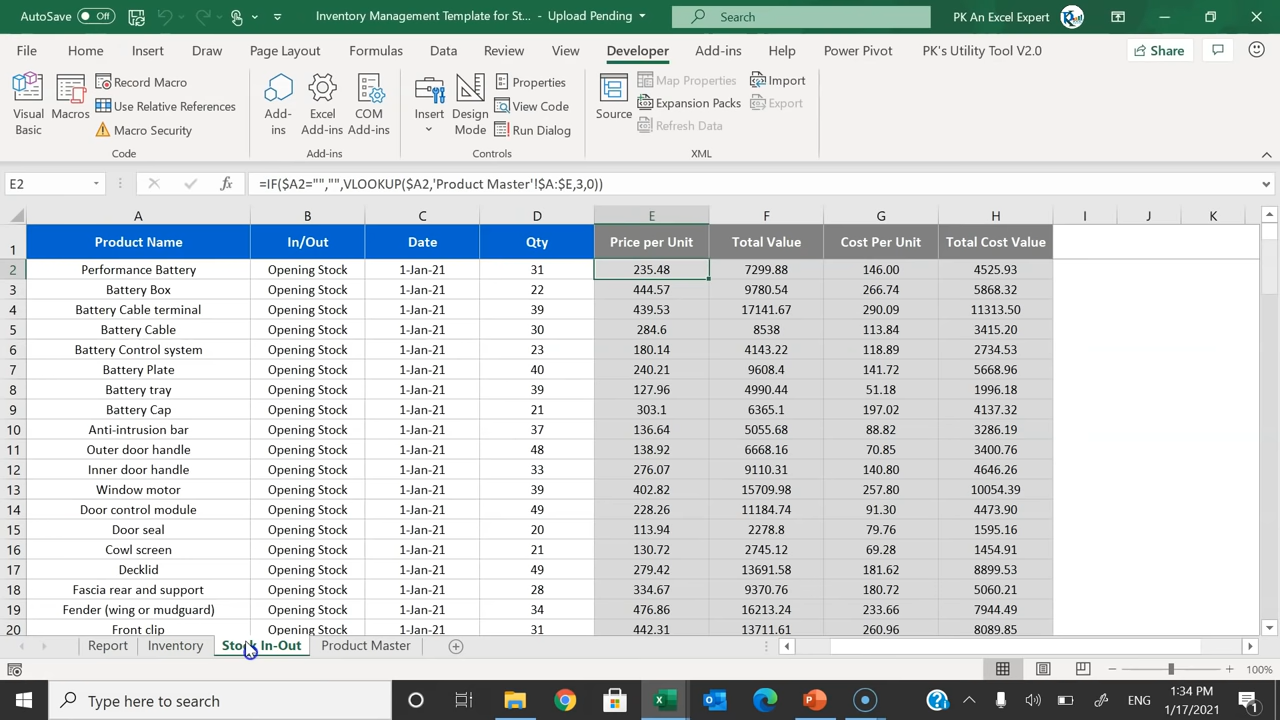 AutoSave Off Inventory Management Template for St... - Upload Pending Search PK An Excel Expert
File Home Insert Draw Page Layout Formulas Data Review View Developer Add-ins Help Power Pivot PK's Utility Tool V2.0 Share
Visual Basic
Macros
Record Macro
Use Relative References
Macro Security
Code
Add-ins
Excel Add-ins
COM Add-ins
Add-ins
Insert
Design Mode
Properties
View Code
Run Dialog
Controls
Source
Map Properties
Expansion Packs
Refresh Data
Import
Export
XML
E2 fx =IF($A2="","",VLOOKUP($A2,'Product Master'!$A:$E,3,0))
A B C D E F G H I J K
1 Product Name In/Out Date Qty Price per Unit Total Value Cost Per Unit Total Cost Value
2 Performance Battery Opening Stock 1-Jan-21 31 235.48 7299.88 146.00 4525.93
3 Battery Box Opening Stock 1-Jan-21 22 444.57 9780.54 266.74 5868.32
4 Battery Cable terminal Opening Stock 1-Jan-21 39 439.53 17141.67 290.09 11313.50
5 Battery Cable Opening Stock 1-Jan-21 30 284.6 8538 113.84 3415.20
6 Battery Control system Opening Stock 1-Jan-21 23 180.14 4143.22 118.89 2734.53
7 Battery Plate Opening Stock 1-Jan-21 40 240.21 9608.4 141.72 5668.96
8 Battery tray Opening Stock 1-Jan-21 39 127.96 4990.44 51.18 1996.18
9 Battery Cap Opening Stock 1-Jan-21 21 303.1 6365.1 197.02 4137.32
10 Anti-intrusion bar Opening Stock 1-Jan-21 37 136.64 5055.68 88.82 3286.19
11 Outer door handle Opening Stock 1-Jan-21 48 138.92 6668.16 70.85 3400.76
12 Inner door handle Opening Stock 1-Jan-21 33 276.07 9110.31 140.80 4646.26
13 Window motor Opening Stock 1-Jan-21 39 402.82 15709.98 257.80 10054.39
14 Door control module Opening Stock 1-Jan-21 49 228.26 11184.74 91.30 4473.90
15 Door seal Opening Stock 1-Jan-21 20 113.94 2278.8 79.76 1595.16
16 Cowl screen Opening Stock 1-Jan-21 21 130.72 2745.12 69.28 1454.91
17 Decklid Opening Stock 1-Jan-21 49 279.42 13691.58 181.62 8899.53
18 Fascia rear and support Opening Stock 1-Jan-21 28 334.67 9370.76 180.72 5060.21
19 Fender (wing or mudguard) Opening Stock 1-Jan-21 34 476.86 16213.24 233.66 7944.49
20 Front clip Opening Stock 1-Jan-21 31 442.31 13711.61 260.96 8089.85
Report Inventory Stock In-Out Product Master
100%
Type here to search ENG 1:34 PM
1/17/2021